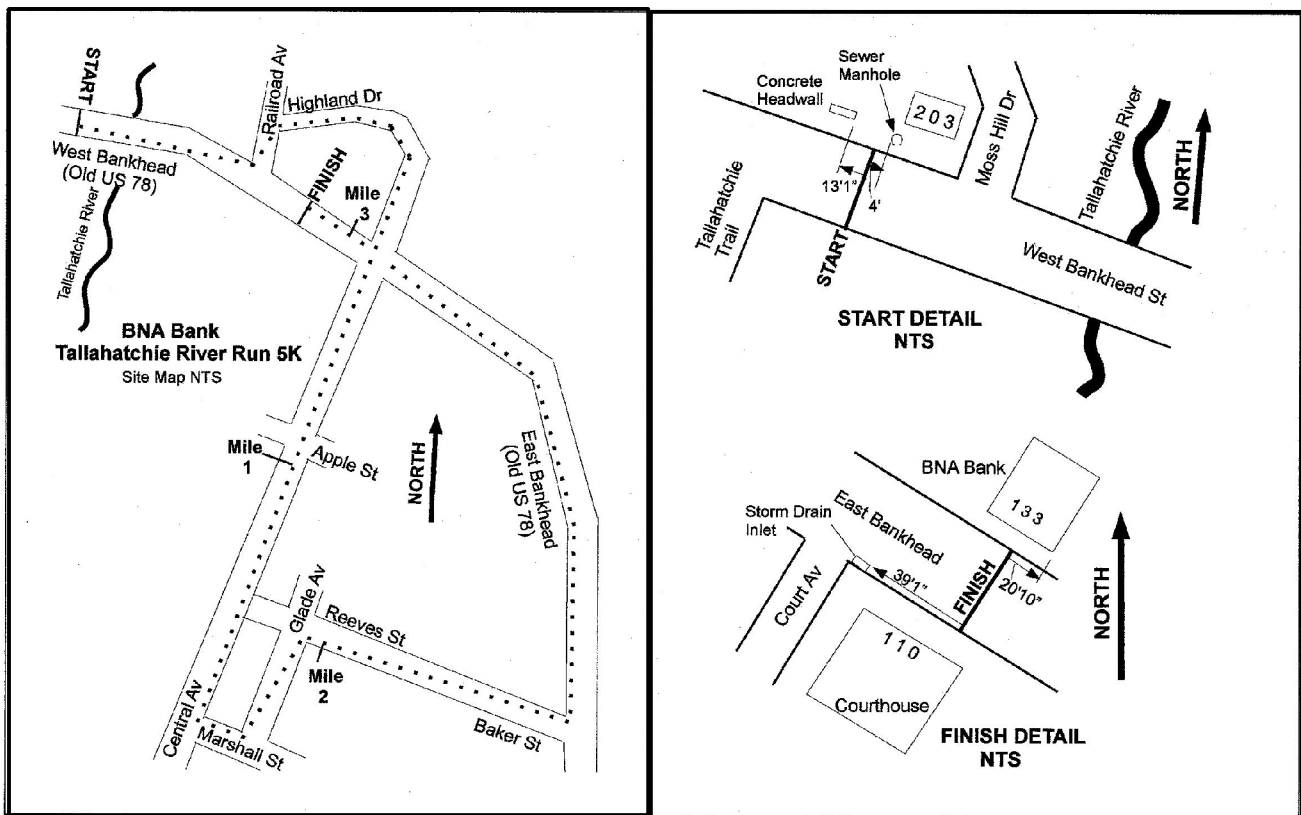 START
Railroad Av
Highland Dr
West Bankhead
(Old US 78)
FINISH
Mile
3
Tallahatchie River
BNA Bank
Tallahatchie River Run 5K
Site Map NTS
Mile
1
Apple St
NORTH
East Bankhead
(Old US 78)
Glade Av
Reeves St
Mile
2
Central Av
Marshall St
Baker St
Sewer
Manhole
Concrete
Headwall
203
Moss Hill Dr
Tallahatchie River
NORTH
13'1"
4'
Tallahatchie
Trail
START
West Bankhead St
START DETAIL
NTS
BNA Bank
133
Storm Drain
Inlet
East Bankhead
39'1"
FINISH
20'10"
Court Av
NORTH
110
Courthouse
FINISH DETAIL
NTS